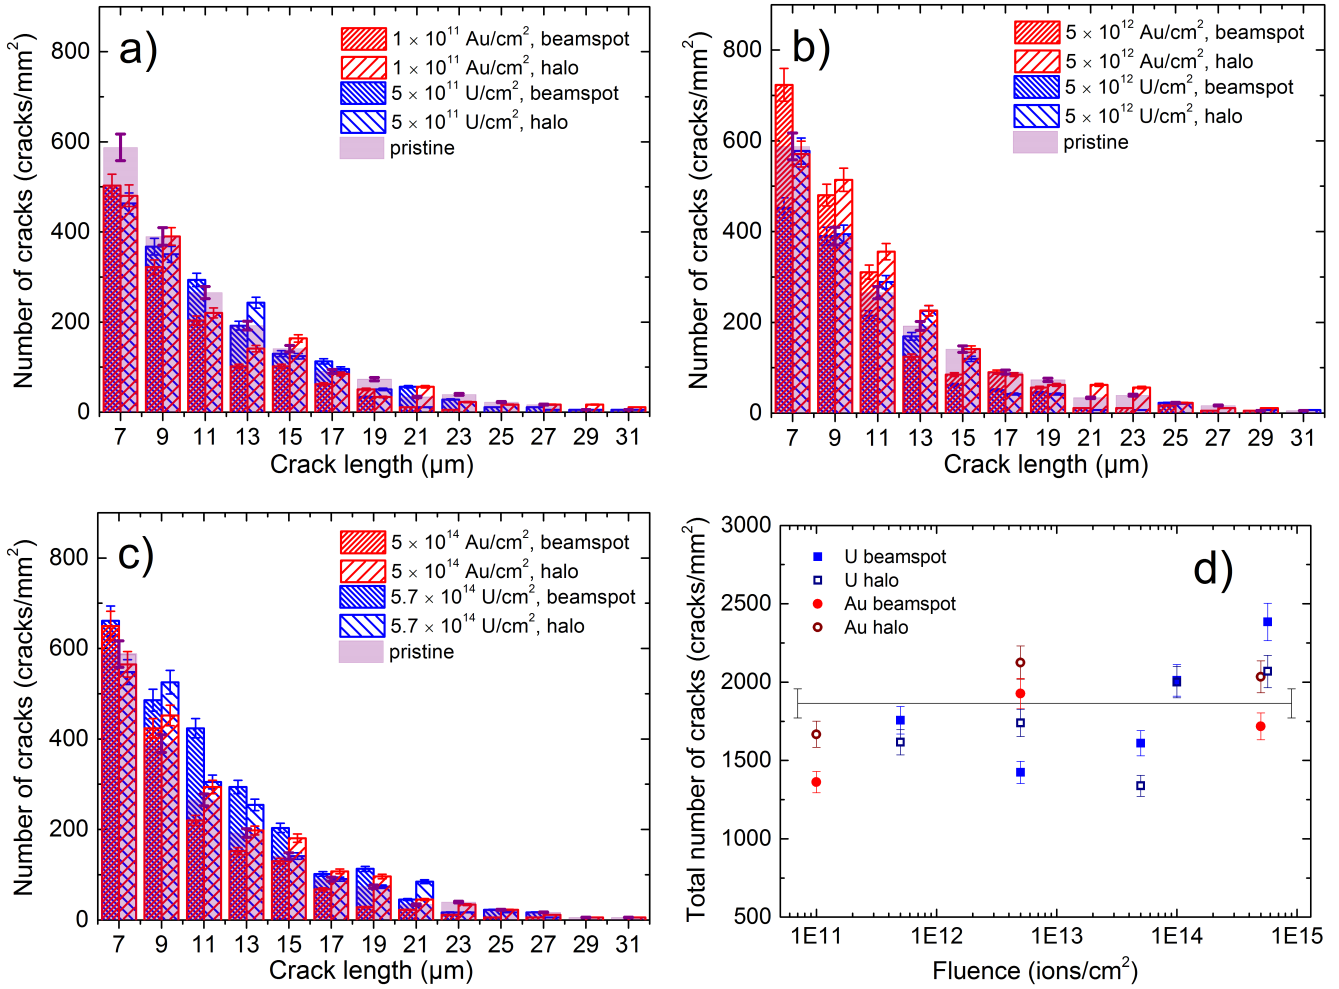 a)
1 × 10¹¹ Au/cm², beamspot
1 × 10¹¹ Au/cm², halo
5 × 10¹¹ U/cm², beamspot
5 × 10¹¹ U/cm², halo
pristine
Number of cracks (cracks/mm²)
800
600
400
200
0
7 9 11 13 15 17 19 21 23 25 27 29 31
Crack length (µm)
b)
5 × 10¹² Au/cm², beamspot
5 × 10¹² Au/cm², halo
5 × 10¹² U/cm², beamspot
5 × 10¹² U/cm², halo
pristine
Number of cracks (cracks/mm²)
800
600
400
200
0
7 9 11 13 15 17 19 21 23 25 27 29 31
Crack length (µm)
c)
5 × 10¹⁴ Au/cm², beamspot
5 × 10¹⁴ Au/cm², halo
5.7 × 10¹⁴ U/cm², beamspot
5.7 × 10¹⁴ U/cm², halo
pristine
Number of cracks (cracks/mm²)
800
600
400
200
0
7 9 11 13 15 17 19 21 23 25 27 29 31
Crack length (µm)
d)
U beamspot
U halo
Au beamspot
Au halo
Total number of cracks (cracks/mm²)
3000
2500
2000
1500
1000
500
1E11 1E12 1E13 1E14 1E15
Fluence (ions/cm²)